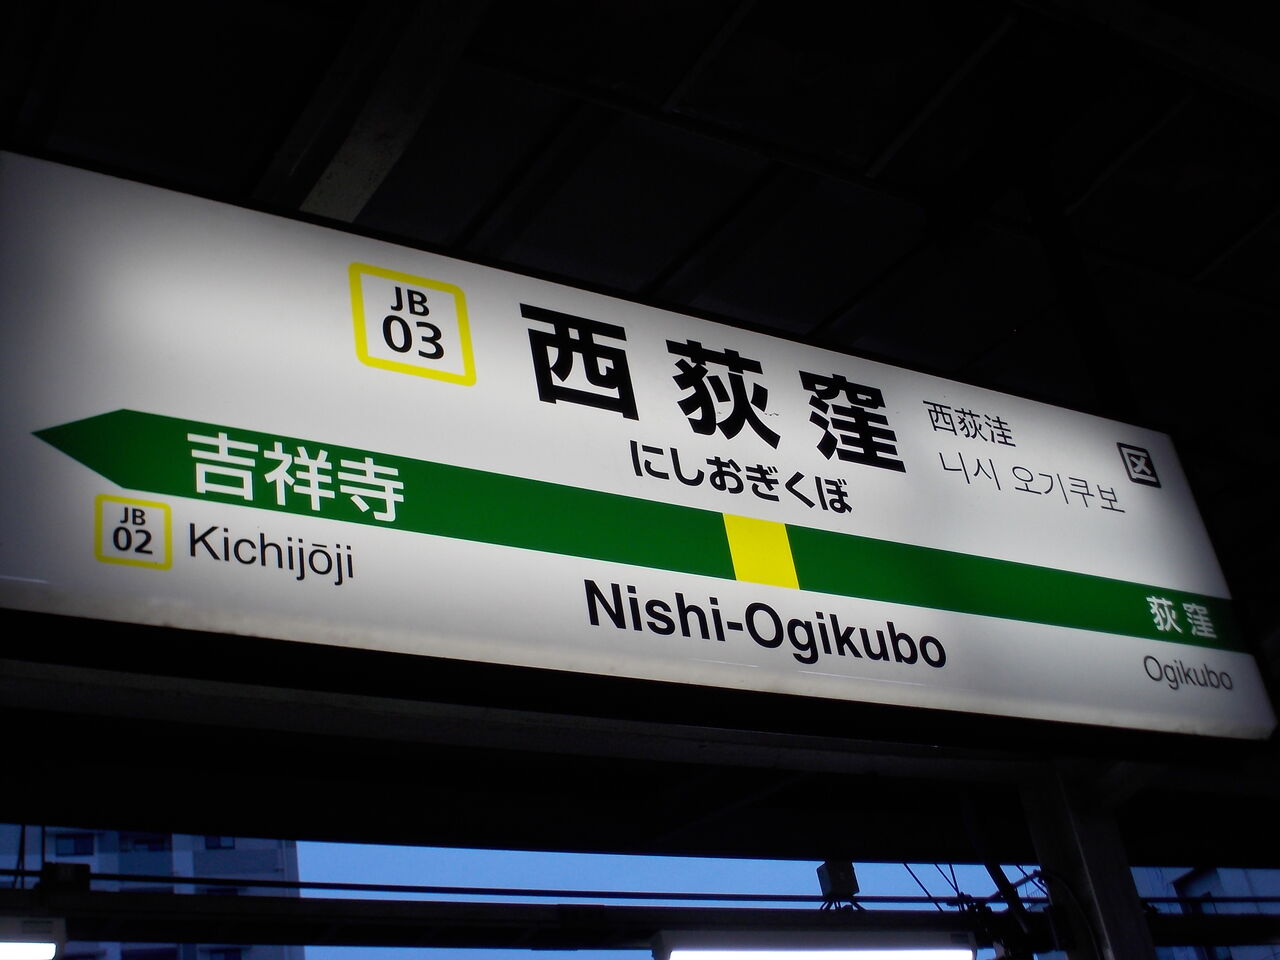 JB
03
西荻窪
にしおぎくぼ
西荻洼
니시 오기쿠보
区
吉祥寺
荻窪
JB
02
Kichijōji
Nishi-Ogikubo
Ogikubo